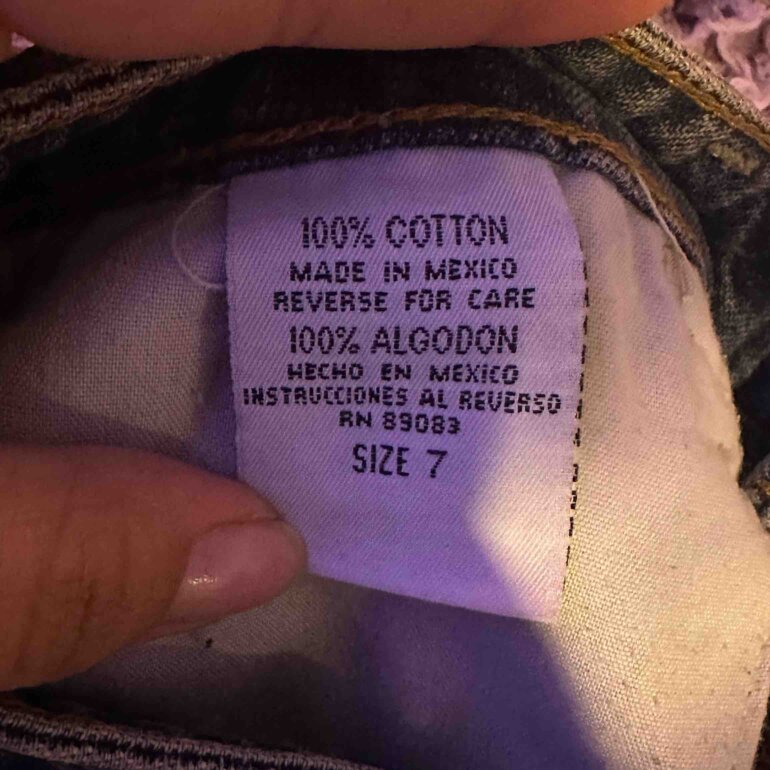 100% COTTON
MADE IN MEXICO
REVERSE FOR CARE
100% ALGODON
HECHO EN MEXICO
INSTRUCCIONES AL REVERSO
RN 89083
SIZE 7